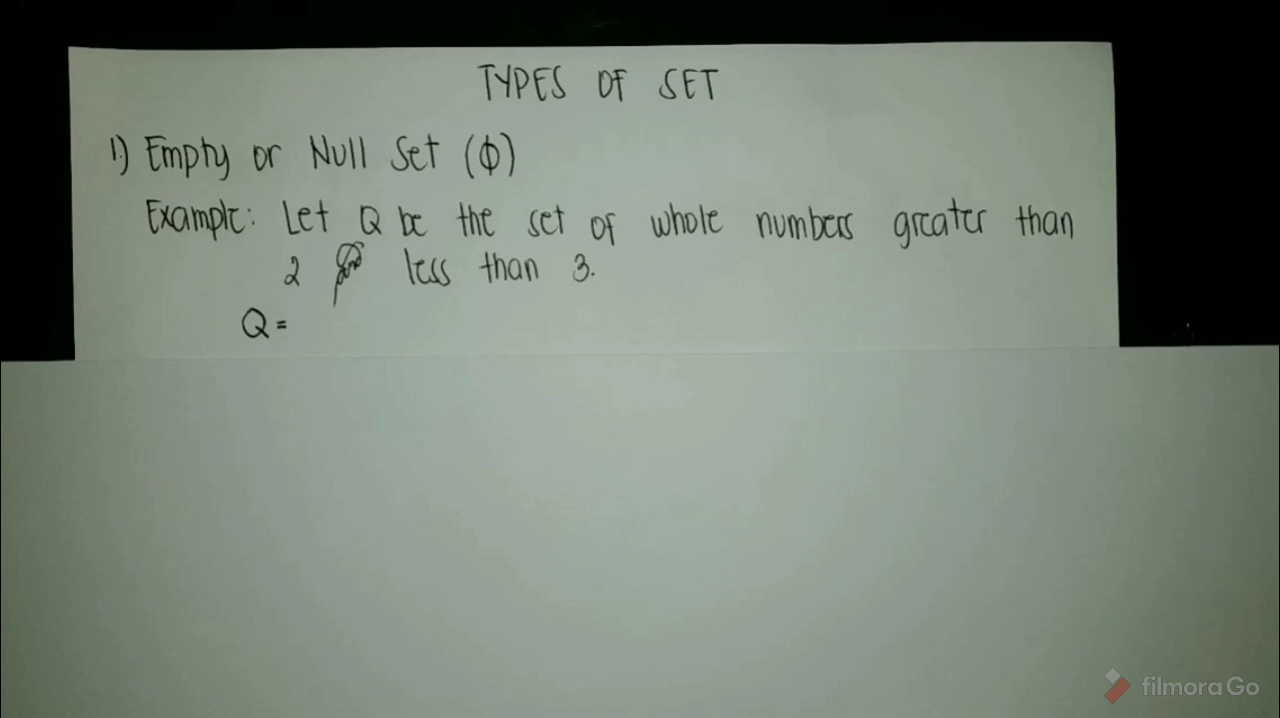 TYPES OF SET
1.) Empty or Null Set (Φ)
Example: Let Q be the set of whole numbers greater than
2 less than 3.
Q =
filmoraGo